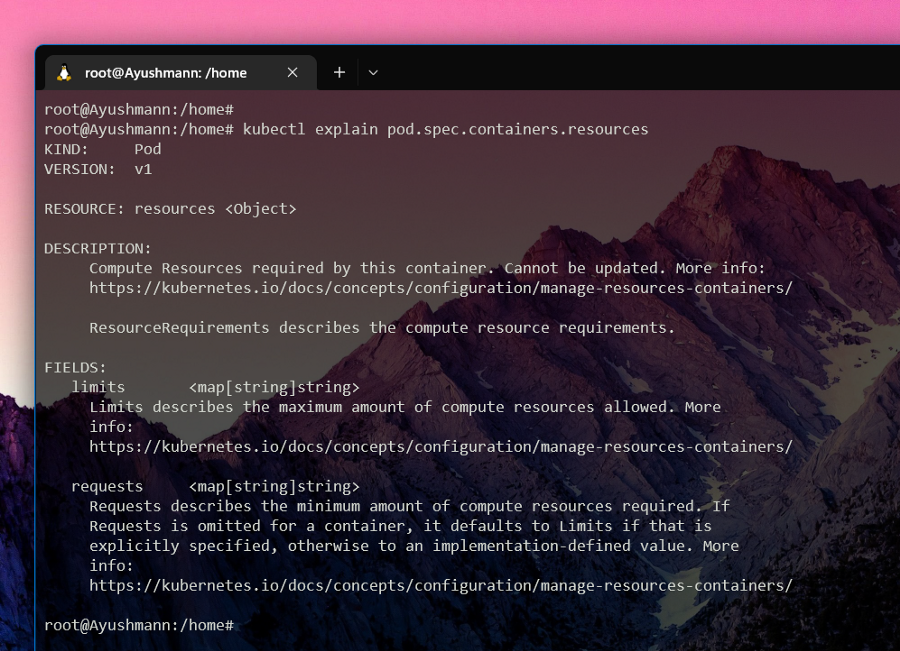 root@Ayushmann: /home
root@Ayushmann:/home#
root@Ayushmann:/home# kubectl explain pod.spec.containers.resources
KIND:     Pod
VERSION:  v1
RESOURCE: resources <Object>
DESCRIPTION:
     Compute Resources required by this container. Cannot be updated. More info:
     https://kubernetes.io/docs/concepts/configuration/manage-resources-containers/
     ResourceRequirements describes the compute resource requirements.
FIELDS:
   limits       <map[string]string>
     Limits describes the maximum amount of compute resources allowed. More
     info:
     https://kubernetes.io/docs/concepts/configuration/manage-resources-containers/
   requests     <map[string]string>
     Requests describes the minimum amount of compute resources required. If
     Requests is omitted for a container, it defaults to Limits if that is
     explicitly specified, otherwise to an implementation-defined value. More
     info:
     https://kubernetes.io/docs/concepts/configuration/manage-resources-containers/
root@Ayushmann:/home#